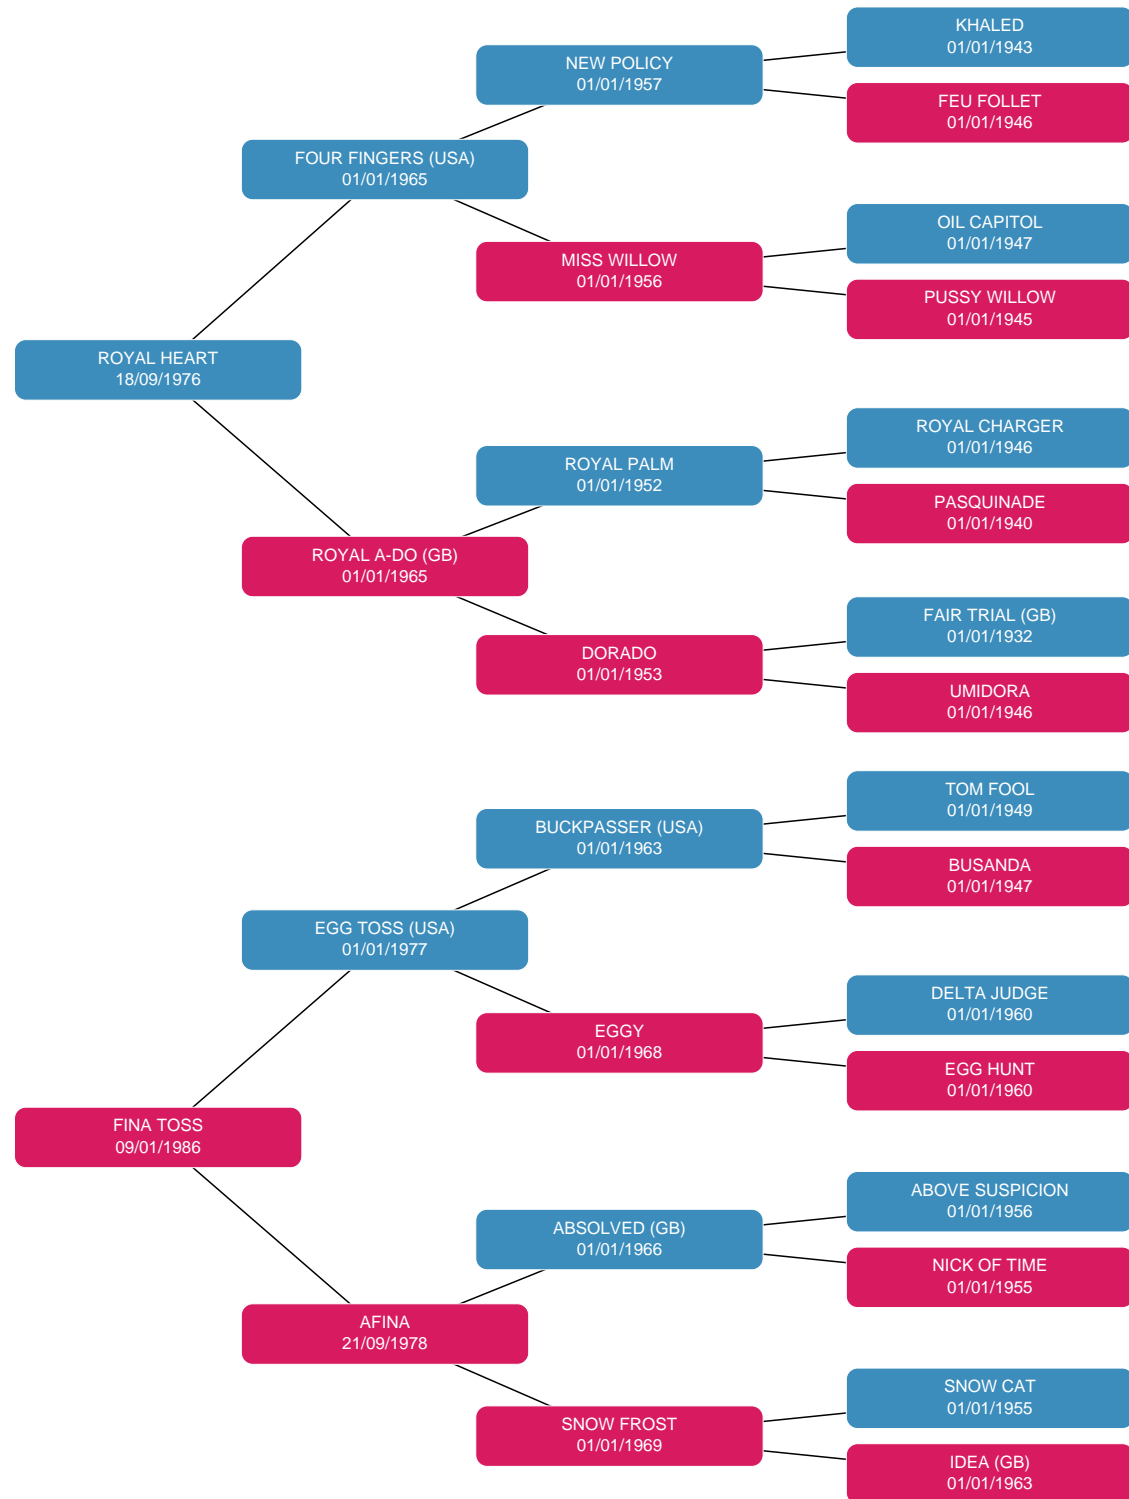 KHALED
01/01/1943
NEW POLICY
01/01/1957
FEU FOLLET
01/01/1946
FOUR FINGERS (USA)
01/01/1965
OIL CAPITOL
01/01/1947
MISS WILLOW
01/01/1956
PUSSY WILLOW
01/01/1945
ROYAL HEART
18/09/1976
ROYAL CHARGER
01/01/1946
ROYAL PALM
01/01/1952
PASQUINADE
01/01/1940
ROYAL A-DO (GB)
01/01/1965
FAIR TRIAL (GB)
01/01/1932
DORADO
01/01/1953
UMIDORA
01/01/1946
TOM FOOL
01/01/1949
BUCKPASSER (USA)
01/01/1963
BUSANDA
01/01/1947
EGG TOSS (USA)
01/01/1977
DELTA JUDGE
01/01/1960
EGGY
01/01/1968
EGG HUNT
01/01/1960
FINA TOSS
09/01/1986
ABOVE SUSPICION
01/01/1956
ABSOLVED (GB)
01/01/1966
NICK OF TIME
01/01/1955
AFINA
21/09/1978
SNOW CAT
01/01/1955
SNOW FROST
01/01/1969
IDEA (GB)
01/01/1963